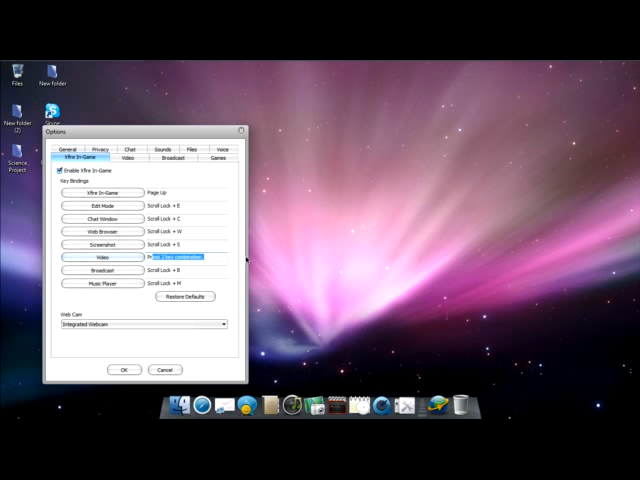 Files
New folder
New folder
(2)
Skype
Science
Project
Options
General Privacy Chat Sounds Files Voice
Xfire In-Game Video Broadcast Games
Enable Xfire In-Game
Key Bindings
Xfire In-Game Page Up
Edit Mode Scroll Lock + E
Chat Window Scroll Lock + C
Web Browser Scroll Lock + W
Screenshot Scroll Lock + S
Video Press 2 key combination.
Broadcast Scroll Lock + B
Music Player Scroll Lock + M
Restore Defaults
Web Cam
Integrated Webcam
OK Cancel